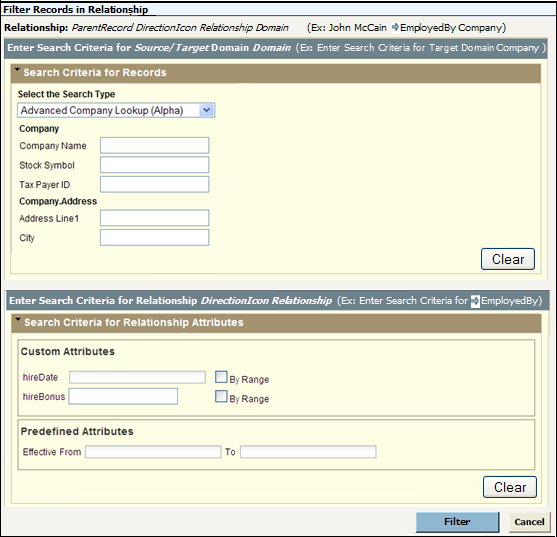 Filter Records in Relationship
Relationship: ParentRecord DirectionIcon Relationship Domain (Ex: John McCain EmployedBy Company)
Enter Search Criteria for Source/Target Domain Domain (Ex: Enter Search Criteria for Target Domain Company )
Search Criteria for Records
Select the Search Type
Advanced Company Lookup (Alpha)
Company
Company Name
Stock Symbol
Tax Payer ID
Company.Address
Address Line1
City
Clear
Enter Search Criteria for Relationship DirectionIcon Relationship (Ex: Enter Search Criteria for EmployedBy)
Search Criteria for Relationship Attributes
Custom Attributes
hireDate By Range
hireBonus By Range
Predefined Attributes
Effective From To
Clear
Filter Cancel